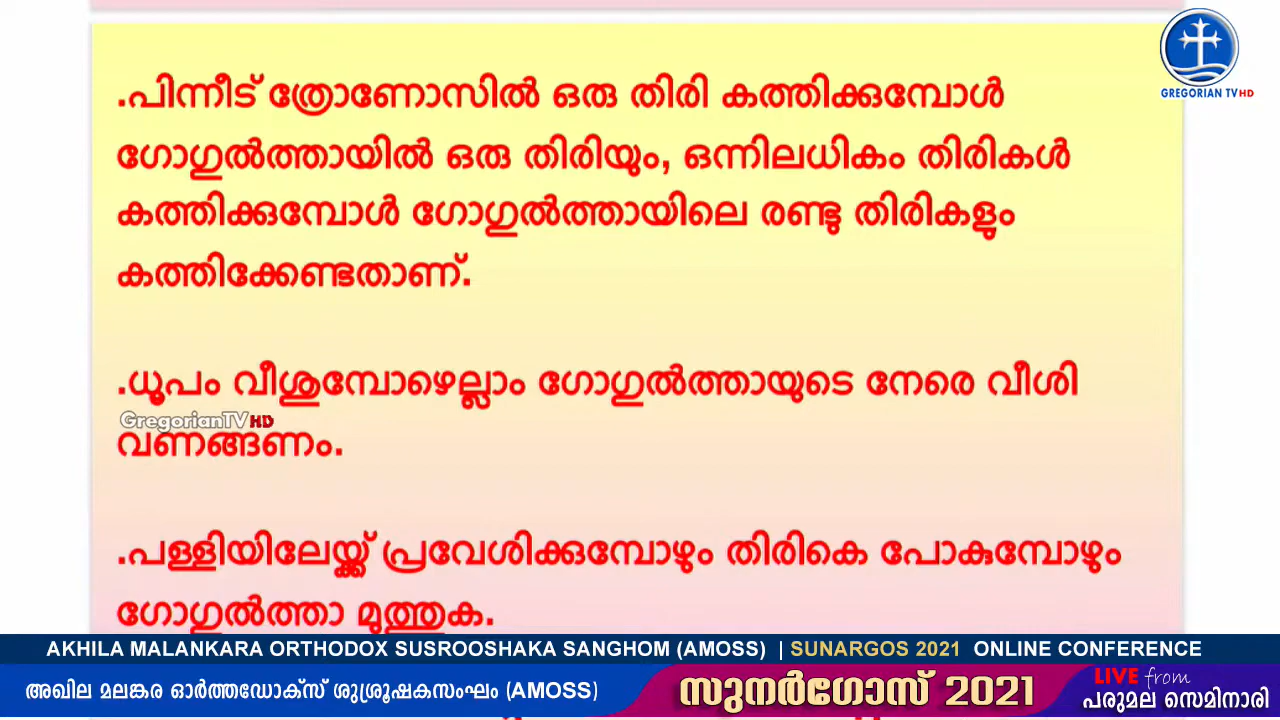 GREGORIAN TV HD
.പിന്നീട് ത്രോണോസിൽ ഒരു തിരി കത്തിക്കുമ്പോൾ
ഗോഗുൽത്തായിൽ ഒരു തിരിയും, ഒന്നിലധികം തിരികൾ
കത്തിക്കുമ്പോൾ ഗോഗുൽത്തായിലെ രണ്ടു തിരികളും
കത്തിക്കേണ്ടതാണ്.
.ധൂപം വീശുമ്പോഴെല്ലാം ഗോഗുൽത്തായുടെ നേരെ വീശി
GregorianTV HD
വണങ്ങണം.
.പള്ളിയിലേയ്ക്ക് പ്രവേശിക്കുമ്പോഴും തിരികെ പോകുമ്പോഴും
ഗോഗുൽത്താ മുത്തുക.
AKHILA MALANKARA ORTHODOX SUSROOSHAKA SANGHOM (AMOSS) | SUNARGOS 2021 ONLINE CONFERENCE
അഖില മലങ്കര ഓർത്തഡോക്സ് ശുശ്രൂഷകസംഘം (AMOSS)
സുനർഗോസ് 2021
LIVE from
പരുമല സെമിനാരി